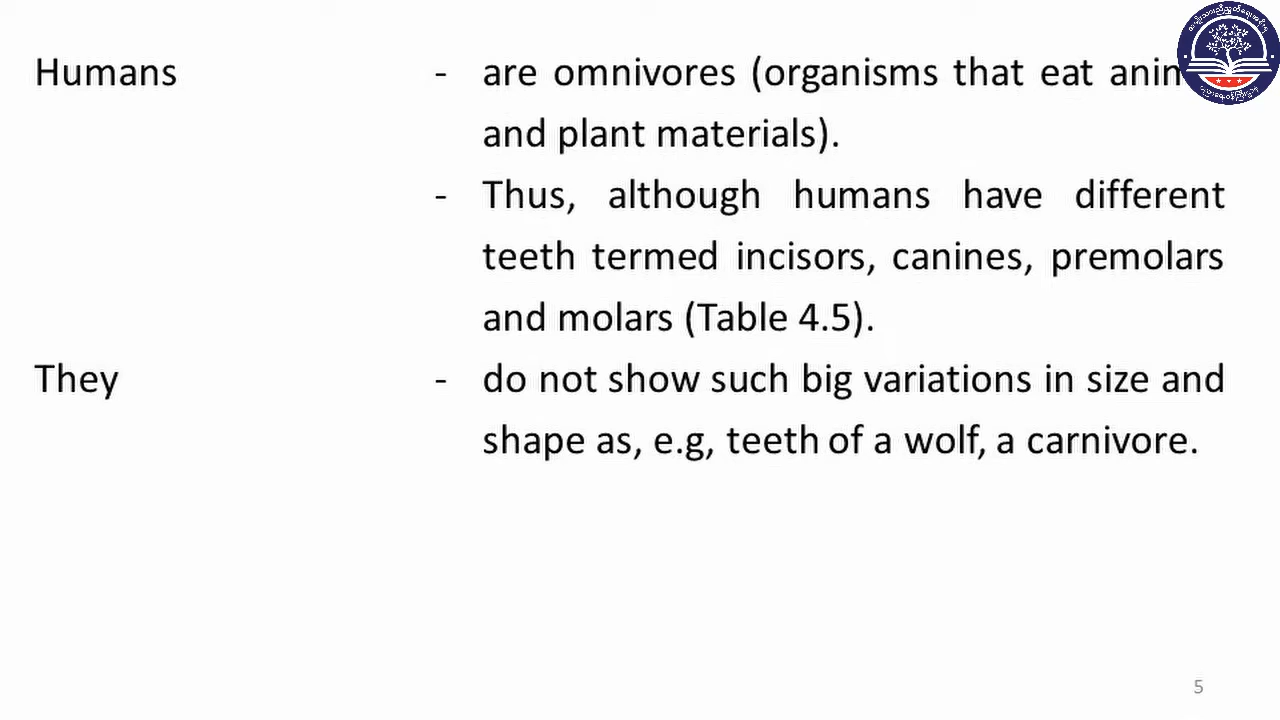 Humans - are omnivores (organisms that eat
and plant materials).
- Thus, although humans have different
teeth termed incisors, canines, premolars
and molars (Table 4.5).
They - do not show such big variations in size and
shape as, e.g, teeth of a wolf, a carnivore.
5